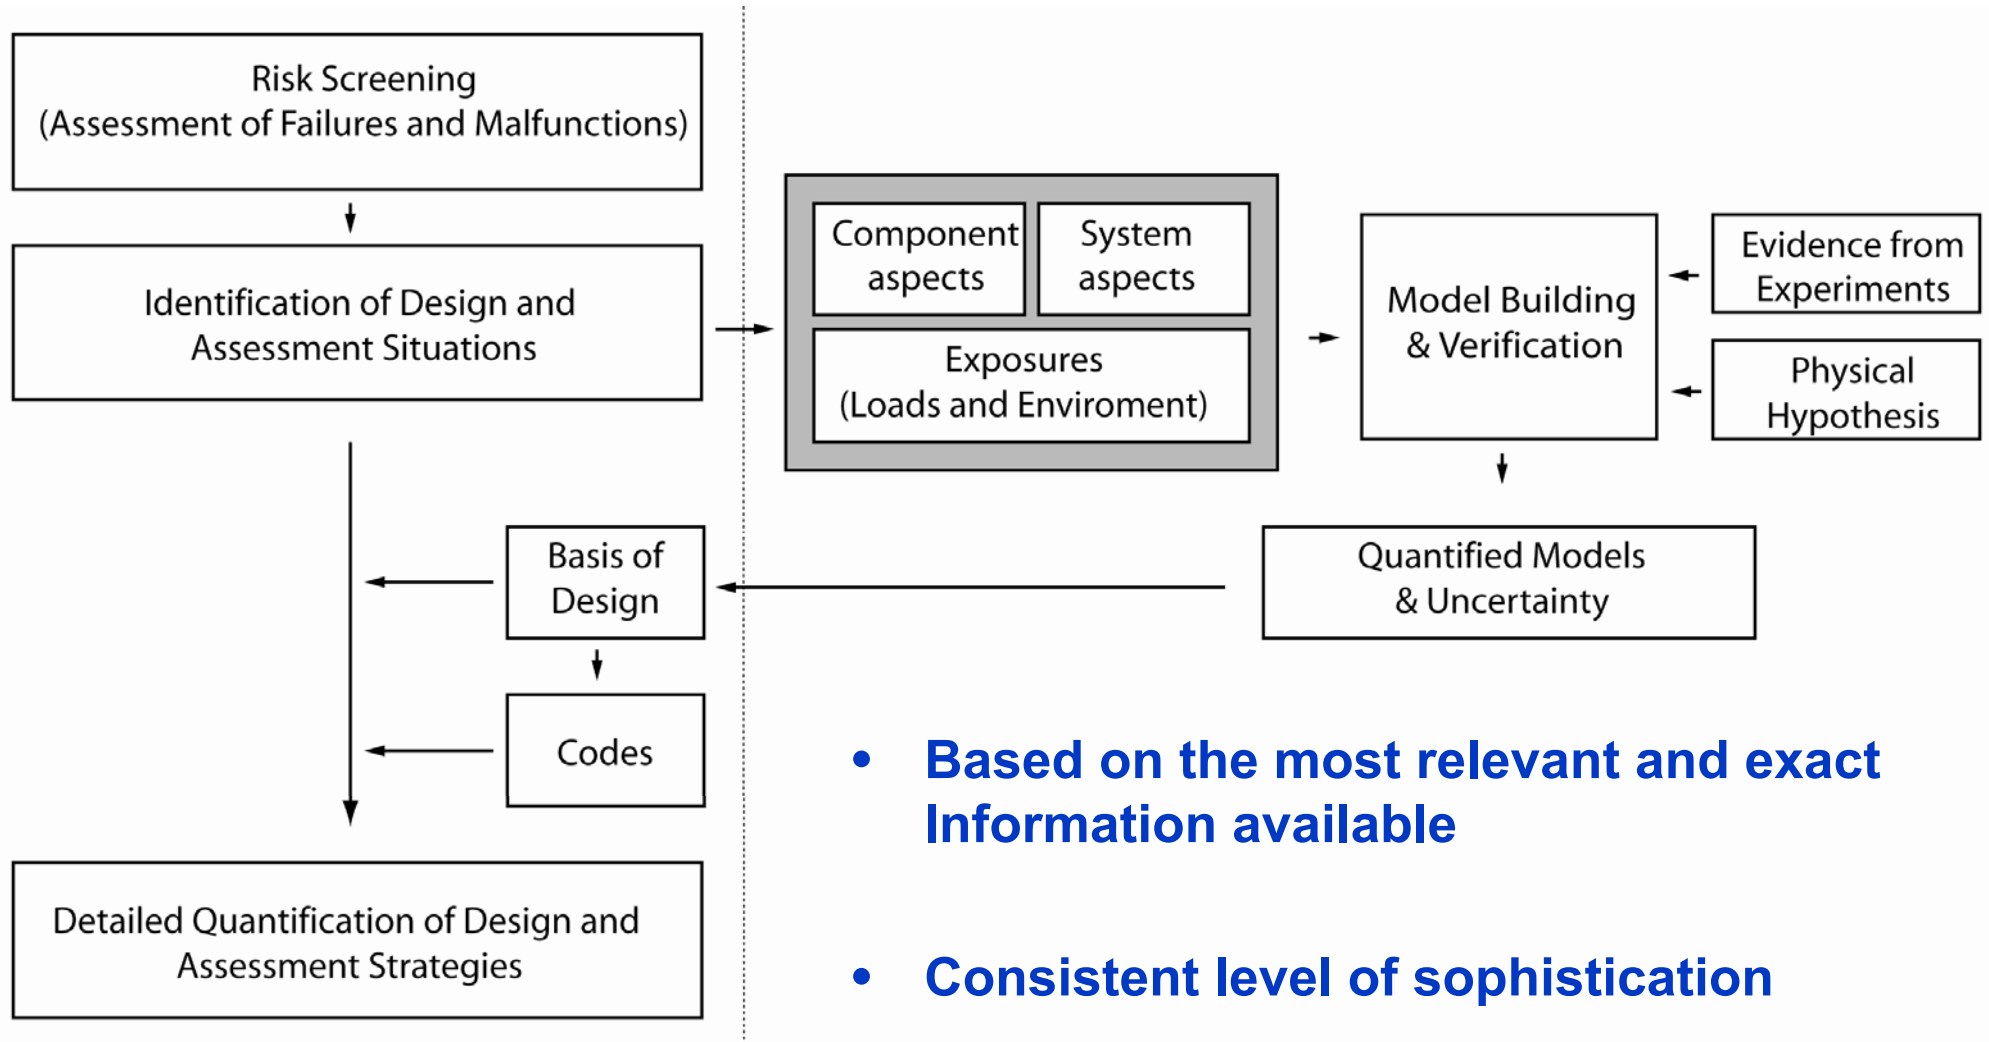 Risk Screening
(Assessment of Failures and Malfunctions)
Identification of Design and
Assessment Situations
Component
aspects
System
aspects
Exposures
(Loads and Enviroment)
Model Building
& Verification
Evidence from
Experiments
Physical
Hypothesis
Quantified Models
& Uncertainty
Basis of
Design
Codes
Detailed Quantification of Design and
Assessment Strategies
• Based on the most relevant and exact
Information available
• Consistent level of sophistication